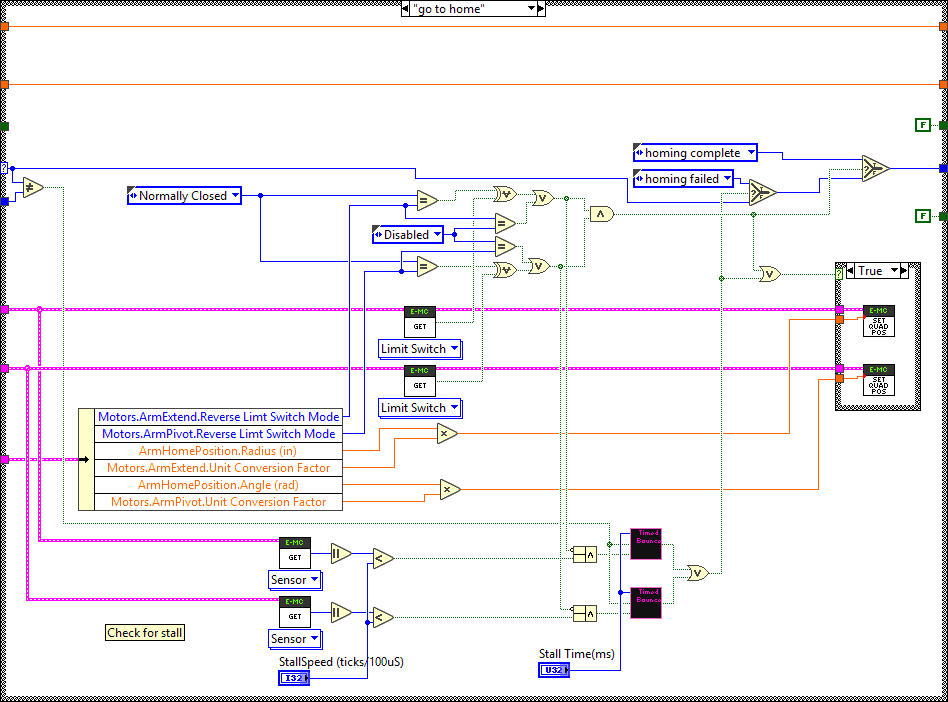 "go to home"
F
homing complete
homing failed
Normally Closed
Disabled
F
True
E-MC
GET
Limit Switch
E-MC
SET
QUAD
POS
E-MC
GET
Limit Switch
E-MC
SET
QUAD
POS
Motors.ArmExtend.Reverse Limt Switch Mode
Motors.ArmPivot.Reverse Limt Switch Mode
ArmHomePosition.Radius (in)
Motors.ArmExtend.Unit Conversion Factor
ArmHomePosition.Angle (rad)
Motors.ArmPivot.Unit Conversion Factor
E-MC
GET
Sensor
Timed
Bounce
E-MC
GET
Sensor
Timed
Bounce
Check for stall
StallSpeed (ticks/100uS)
I32
Stall Time(ms)
U32